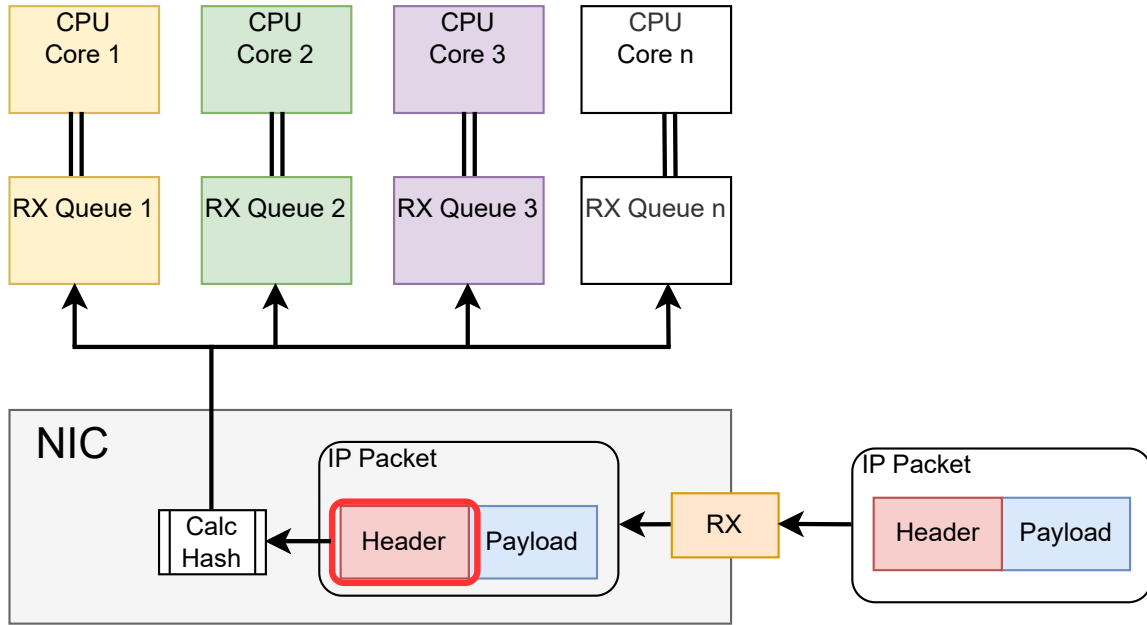 CPU
Core 1
CPU
Core 2
CPU
Core 3
CPU
Core n
RX Queue 1
RX Queue 2
RX Queue 3
RX Queue n
NIC
IP Packet
Header
Payload
Calc
Hash
RX
IP Packet
Header
Payload